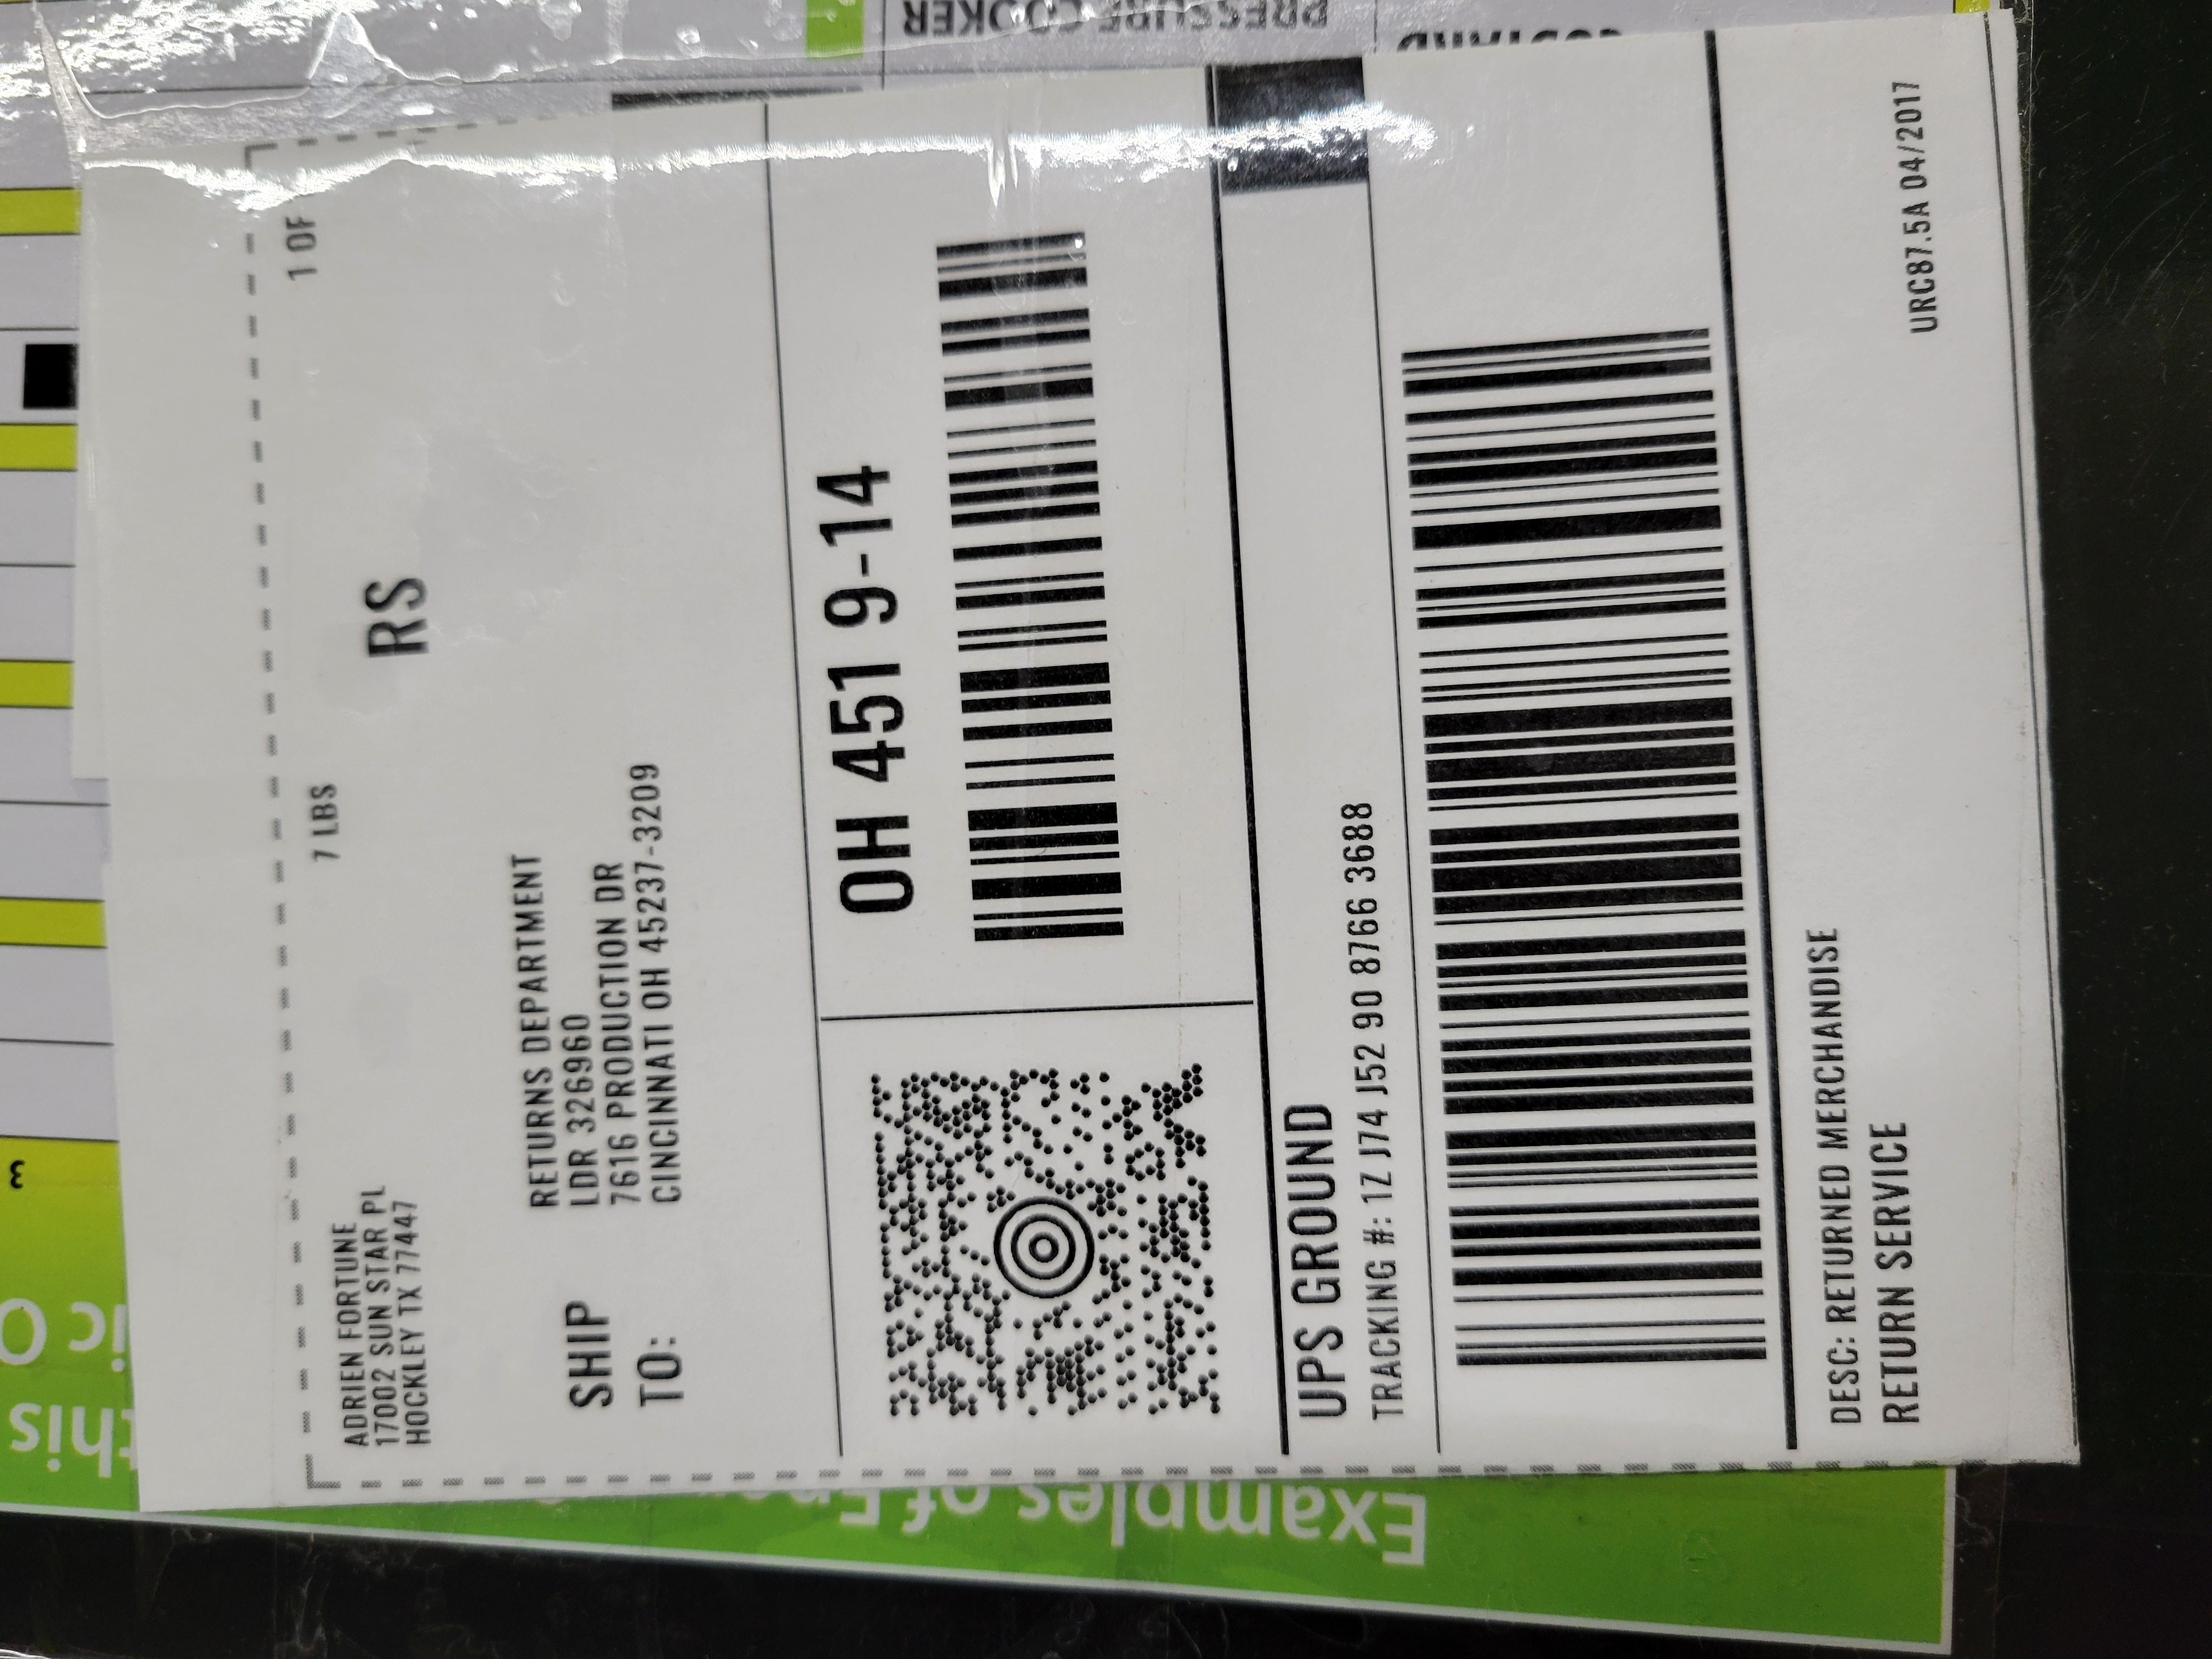 ADRIEN FORTUNE
17002 SUN STAR PL
HOCKLEY TX 77447
7 LBS
1 OF
RS
SHIP
TO:
RETURNS DEPARTMENT
LDR 3326960
7616 PRODUCTION DR
CINCINNATI OH 45237-3209
OH 451 9-14
UPS GROUND
TRACKING #: 1Z J74 J52 90 8766 3688
DESC: RETURNED MERCHANDISE
RETURN SERVICE
URC87.5A 04/2017
Examples of
this
PRESSURE COOKER
3